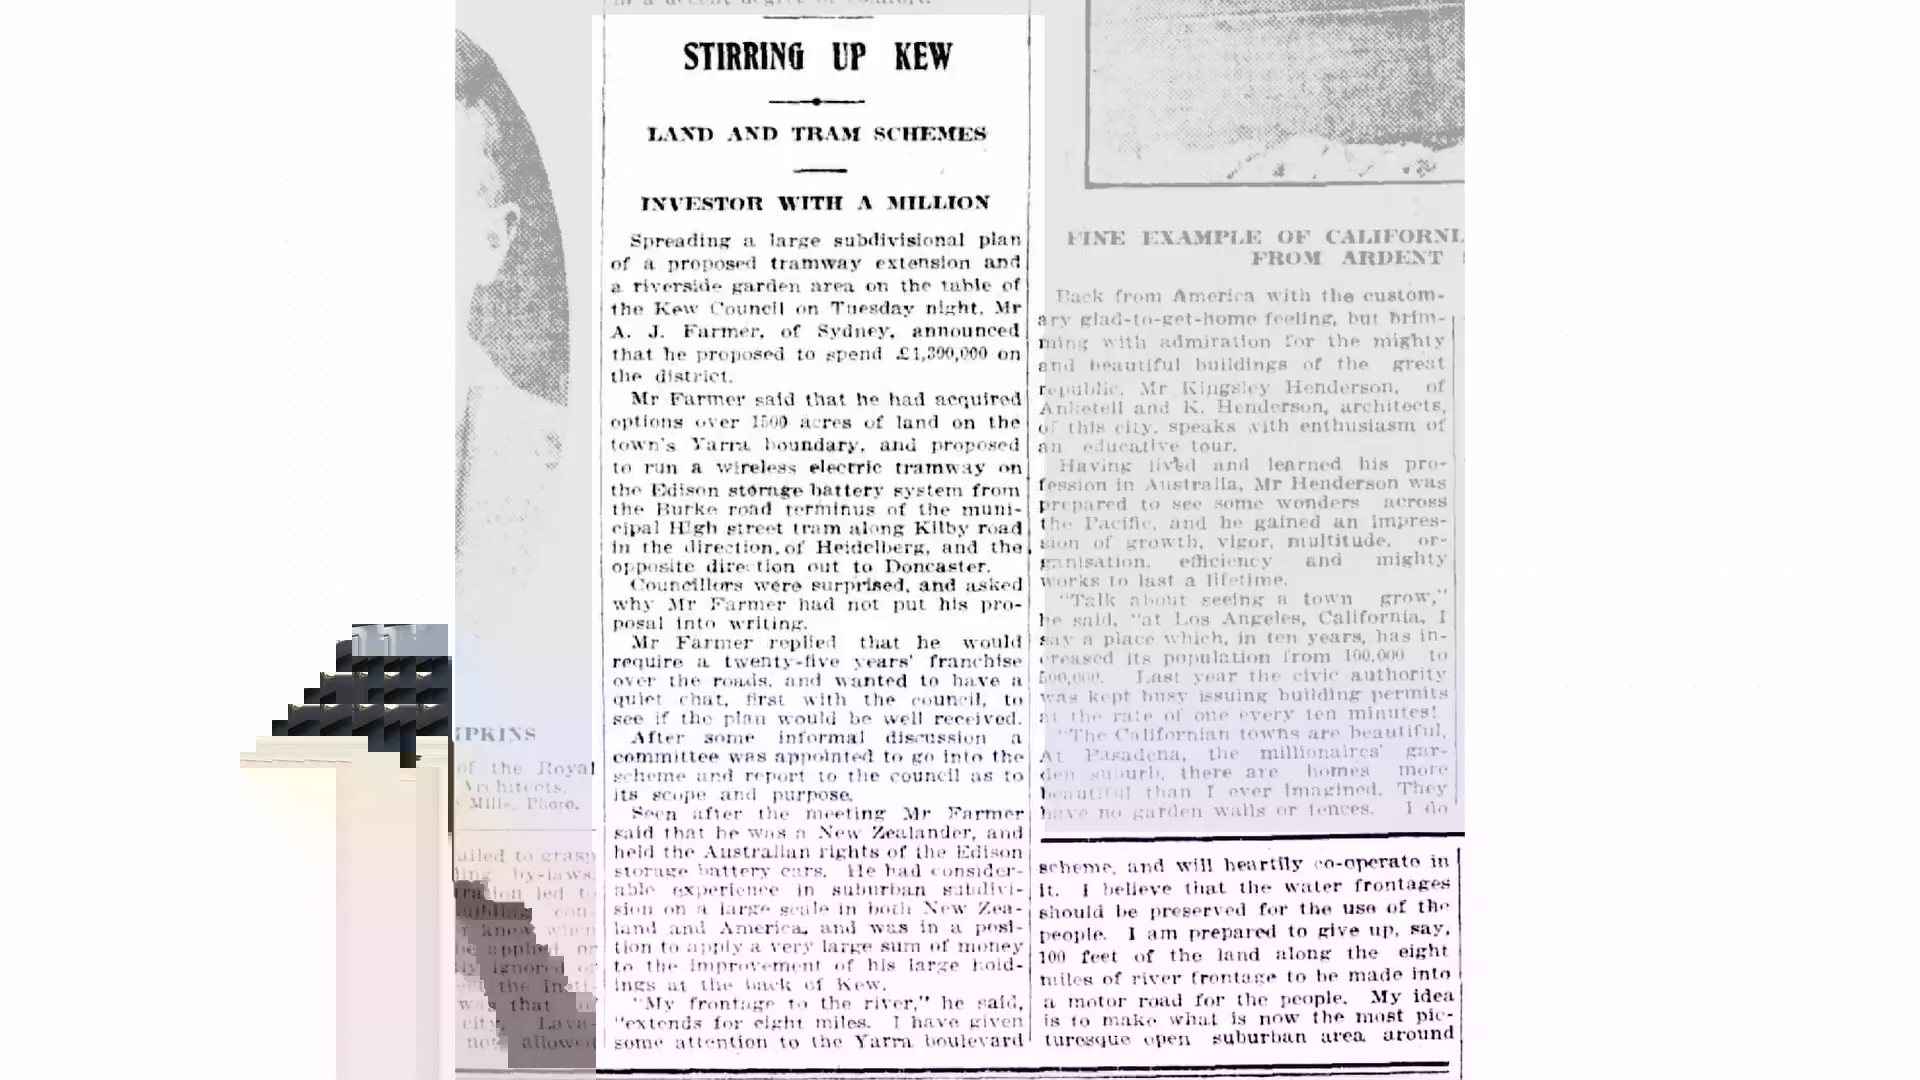 STIRRING UP KEW
LAND AND TRAM SCHEMES
INVESTOR WITH A MILLION
Spreading a large subdivisional plan
of a proposed tramway extension and
a riverside garden area on the table of
the Kew Council on Tuesday night, Mr
A. J. Farmer, of Sydney, announced
that he proposed to spend £1,300,000 on
the district.
Mr Farmer said that he had acquired
options over 1500 acres of land on the
town's Yarra boundary, and proposed
to run a wireless electric tramway on
the Edison storage battery system from
the Burke road terminus of the muni-
cipal High street tram along Kilby road
in the direction of Heidelberg, and the
opposite direction out to Doncaster.
Councillors were surprised, and asked
why Mr Farmer had not put his pro-
posal into writing.
Mr Farmer replied that he would
require a twenty-five years' franchise
over the roads, and wanted to have a
quiet chat, first with the council, to
see if the plan would be well received.
After some informal discussion a
committee was appointed to go into the
scheme and report to the council as to
its scope and purpose.
Seen after the meeting Mr Farmer
said that he was a New Zealander, and
held the Australian rights of the Edison
storage battery cars. He had consider-
able experience in suburban subdivi-
sion on a large scale in both New Zea-
land and America, and was in a posi-
tion to apply a very large sum of money
to the improvement of his large hold-
ings at the back of Kew.
"My frontage to the river," he said,
"extends for eight miles. I have given
some attention to the Yarra boulevard
scheme, and will heartily co-operate in
it. I believe that the water frontages
should be preserved for the use of the
people. I am prepared to give up, say,
100 feet of the land along the eight
miles of river frontage to be made into
a motor road for the people. My idea
is to make what is now the most pic-
turesque open suburban area around
FINE EXAMPLE OF CALIFORNI
FROM ARDENT
Back from America with the custom-
ary glad-to-get-home feeling, but brim-
ming with admiration for the mighty
and beautiful buildings of the great
republic, Mr Kingsley Henderson, of
Anketell and K. Henderson, architects,
of this city, speaks with enthusiasm of
an educative tour.
Having lived and learned his pro-
fession in Australia, Mr Henderson was
prepared to see some wonders across
the Pacific, and he gained an impres-
sion of growth, vigor, multitude, or-
ganisation, efficiency and mighty
works to last a lifetime.
"Talk about seeing a town grow,"
he said, "at Los Angeles, California, I
say a place which, in ten years, has in-
creased its population from 100,000 to
500,000. Last year the civic authority
was kept busy issuing building permits
at the rate of one every ten minutes!
"The Californian towns are beautiful.
At Pasadena, the millionaires' gar-
den suburb, there are homes more
beautiful than I ever imagined. They
have no garden walls or fences. I do
IPKINS
of the Royal
Architects.
Mills, Photo.
ailed to grasp
by-laws.
led to
con-
knew when
applied, or
ignored or
the Insti-
was that
city,
not allowed